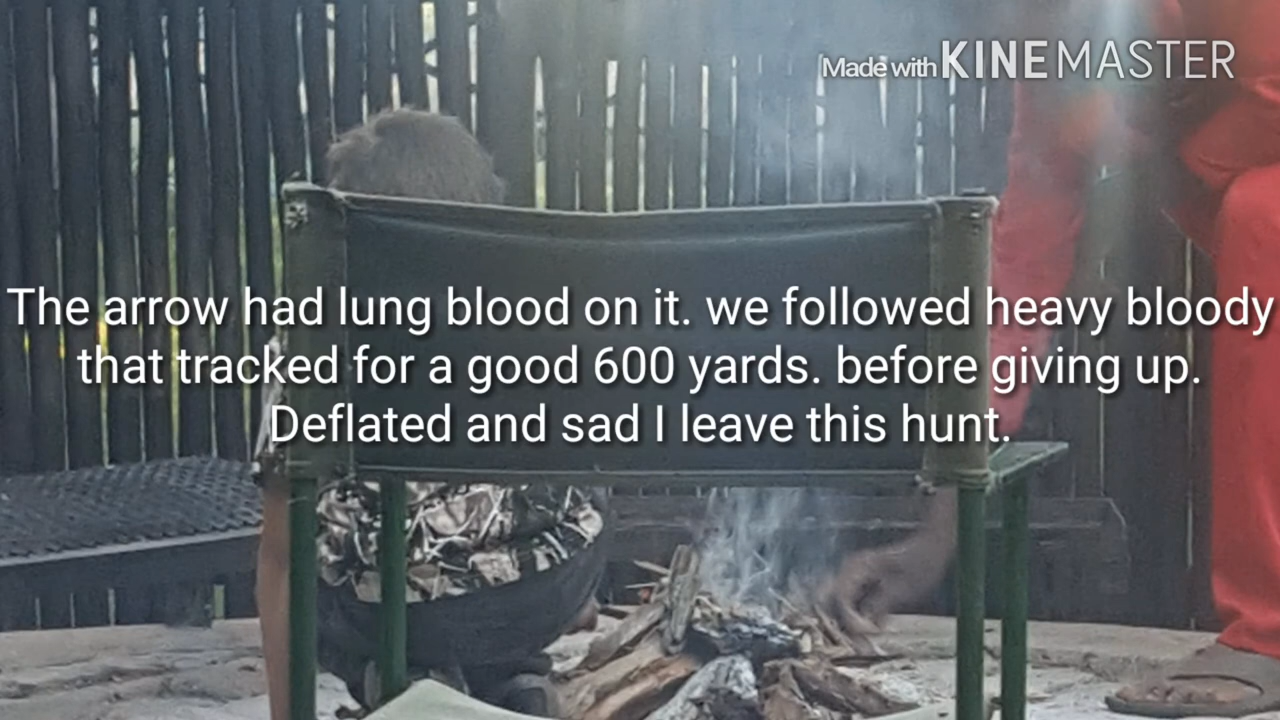 Made with KINEMASTER
The arrow had lung blood on it. we followed heavy bloody
that tracked for a good 600 yards. before giving up.
Deflated and sad I leave this hunt.